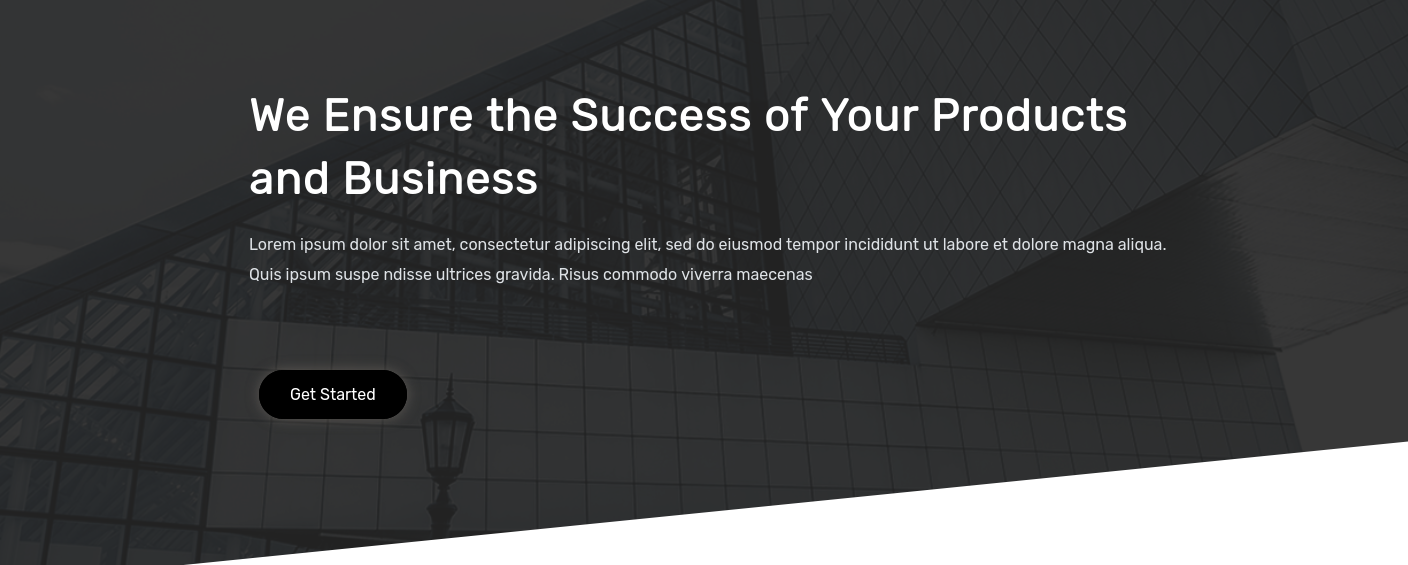 We Ensure the Success of Your Products
and Business
Lorem ipsum dolor sit amet, consectetur adipiscing elit, sed do eiusmod tempor incididunt ut labore et dolore magna aliqua.
Quis ipsum suspe ndisse ultrices gravida. Risus commodo viverra maecenas
Get Started